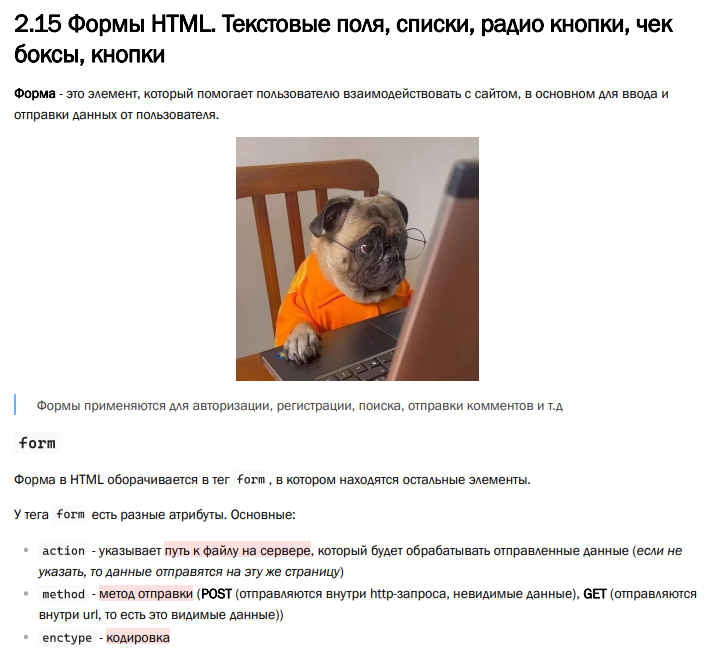 2.15 Формы HTML. Текстовые поля, списки, радио кнопки, чек
боксы, кнопки
Форма - это элемент, который помогает пользователю взаимодействовать с сайтом, в основном для ввода и
отправки данных от пользователя.
Формы применяются для авторизации, регистрации, поиска, отправки комментов и т.д
form
Форма в HTML оборачивается в тег form, в котором находятся остальные элементы.
У тега form есть разные атрибуты. Основные:
action - указывает путь к файлу на сервере, который будет обрабатывать отправленные данные (если не
указать, то данные отправятся на эту же страницу)
method - метод отправки (POST (отправляются внутри http-запроса, невидимые данные), GET (отправляются
внутри url, то есть это видимые данные))
enctype - кодировка